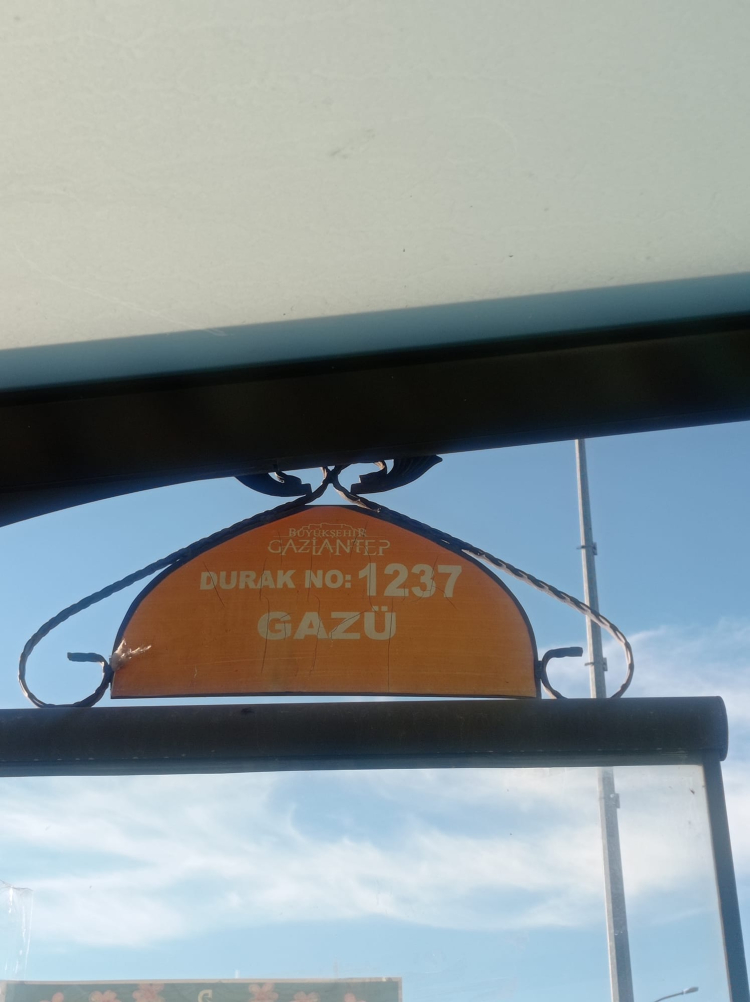 BÜYÜKŞEHİR
GAZİANTEP
DURAK NO: 1237
GAZÜ